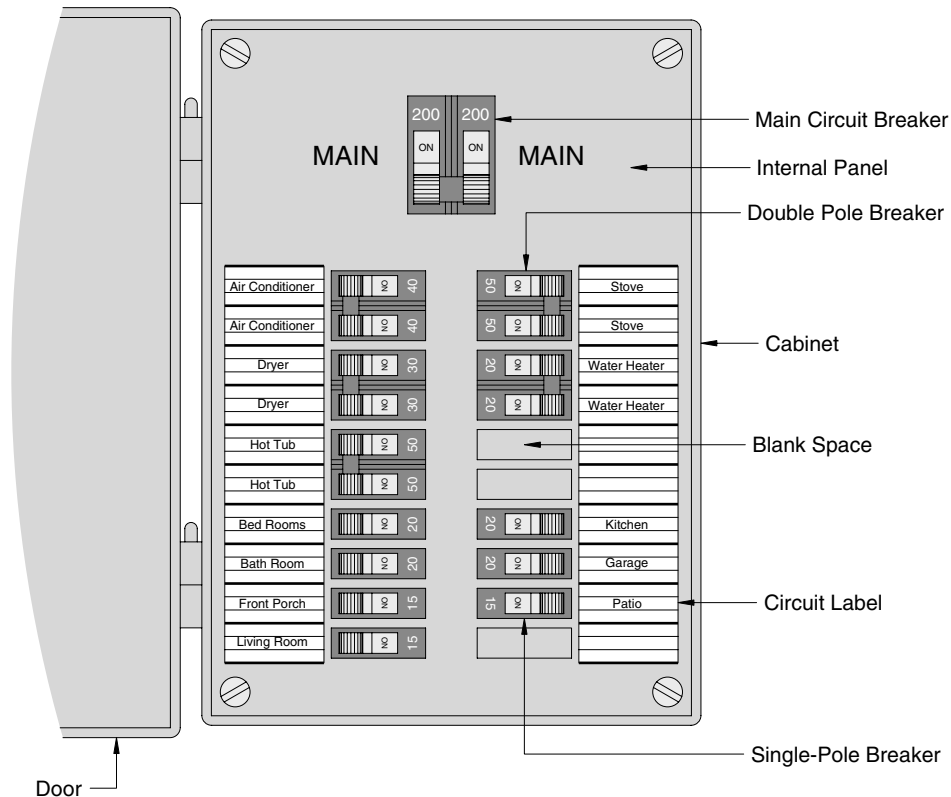 200 200
ON ON
MAIN MAIN
Main Circuit Breaker
Internal Panel
Double Pole Breaker
Air Conditioner ON 40 50 ON Stove
Air Conditioner ON 40 50 ON Stove
Cabinet
Dryer ON 30 20 ON Water Heater
Dryer ON 30 20 ON Water Heater
Hot Tub ON 50
Blank Space
Hot Tub ON 50
Bed Rooms ON 20 20 ON Kitchen
Bath Room ON 20 20 ON Garage
Front Porch ON 15 15 ON Patio
Circuit Label
Living Room ON 15
Single-Pole Breaker
Door